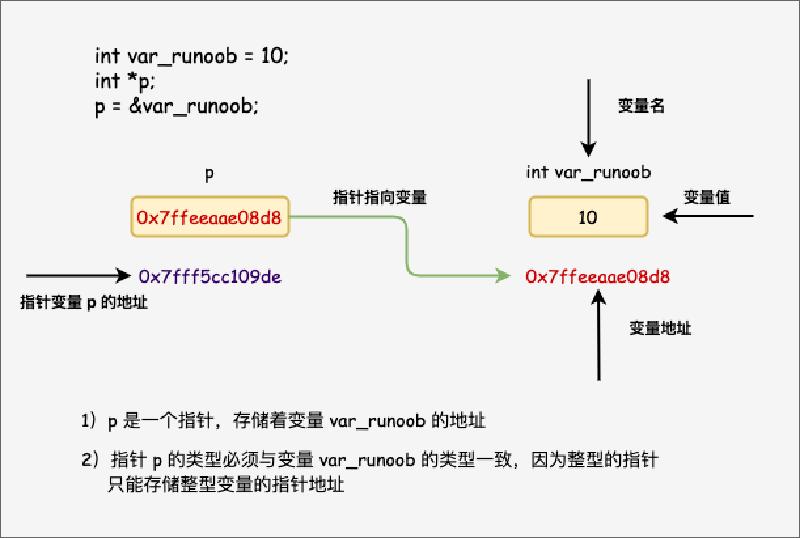 int var_runoob = 10;
int *p;
p = &var_runoob;
变量名
p
int var_runoob
指针指向变量
变量值
0x7ffeeaae08d8
10
0x7fff5cc109de
0x7ffeeaae08d8
指针变量 p 的地址
变量地址
1）p 是一个指针，存储着变量 var_runoob 的地址
2）指针 p 的类型必须与变量 var_runoob 的类型一致，因为整型的指针
只能存储整型变量的指针地址